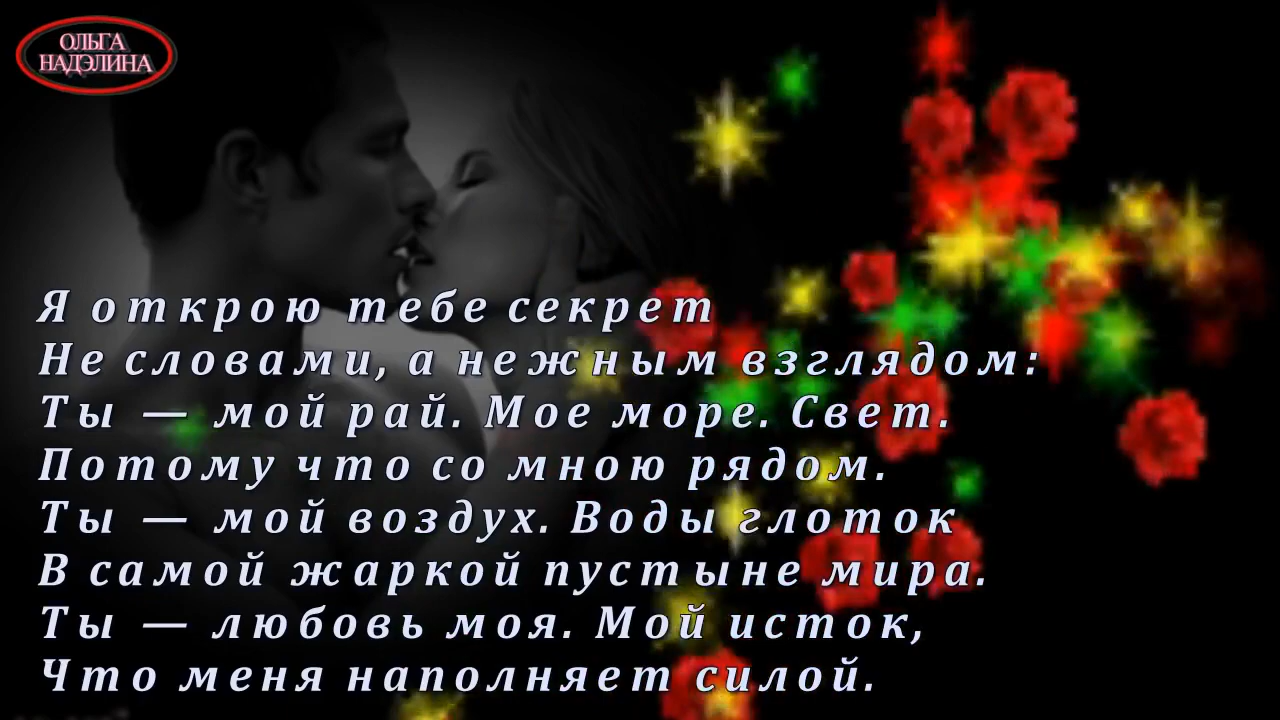 ОЛЬГА
НАДЭЛИНА
Я открою тебе секрет
Не словами, а нежным взглядом:
Ты — мой рай. Мое море. Свет.
Потому что со мною рядом.
Ты — мой воздух. Воды глоток
В самой жаркой пустыне мира.
Ты — любовь моя. Мой исток,
Что меня наполняет силой.